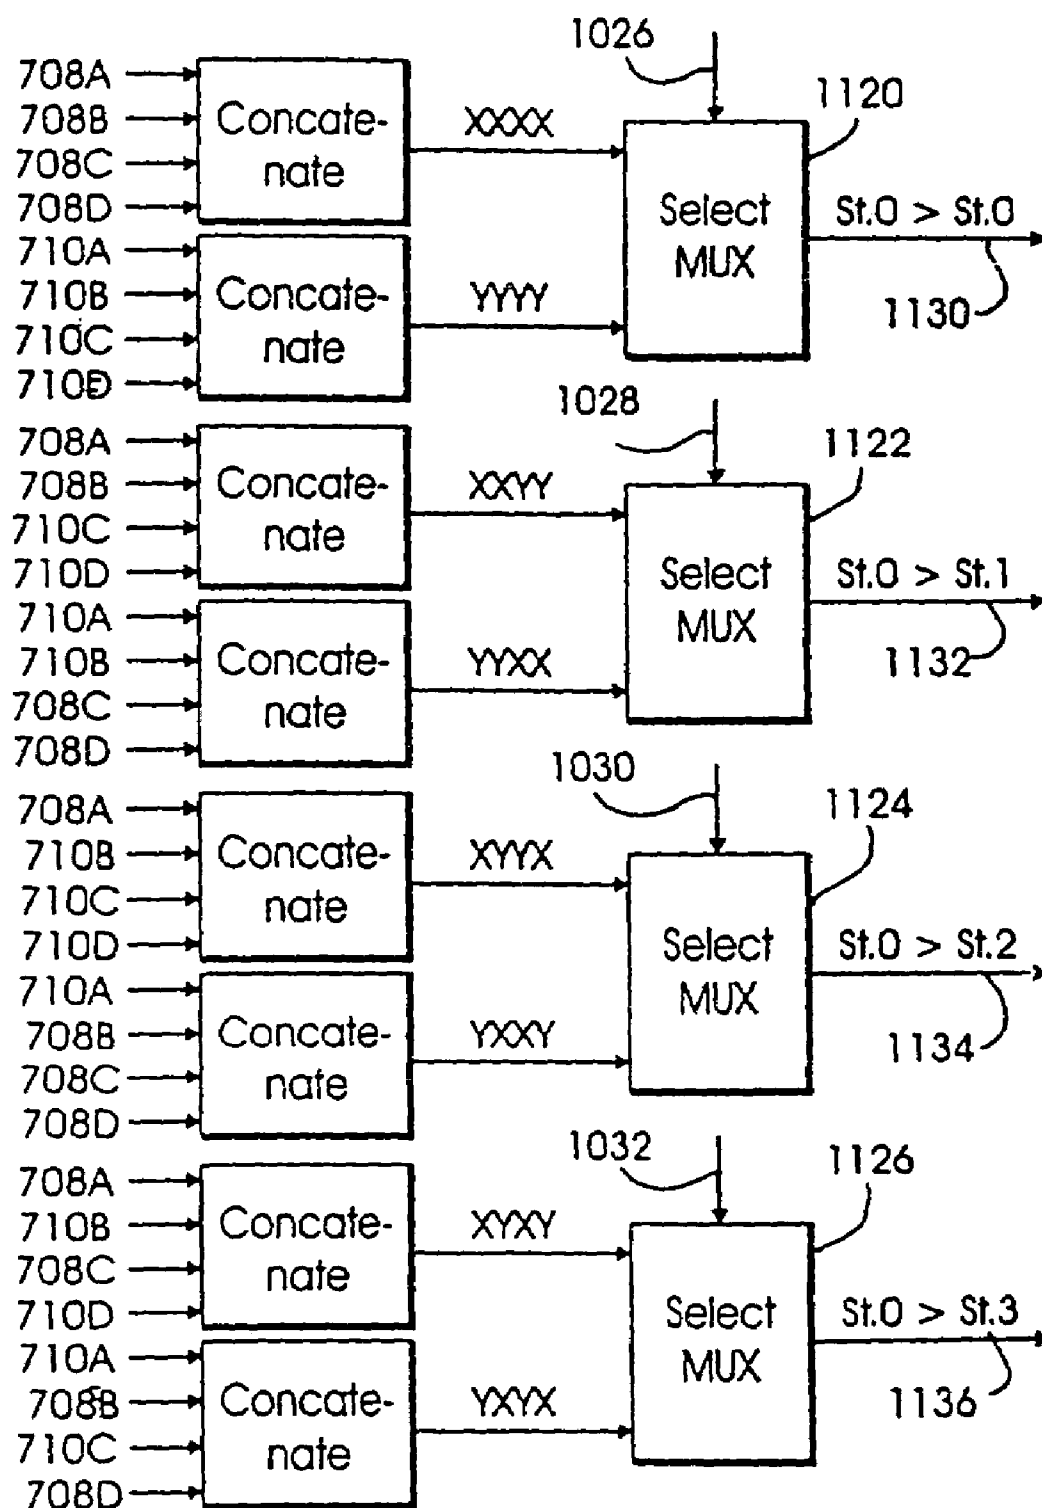 1026
708A
708B
708C
708D
Concate-
nate
XXXX
1120
710A
710B
710C
710D
Concate-
nate
YYYY
Select
MUX
St.0 > St.0
1130
1028
708A
708B
710C
710D
Concate-
nate
XXYY
1122
710A
710B
708C
708D
Concate-
nate
YYXX
Select
MUX
St.0 > St.1
1132
1030
708A
710B
710C
710D
Concate-
nate
XYYX
1124
710A
708B
708C
708D
Concate-
nate
YXXY
Select
MUX
St.0 > St.2
1134
1032
708A
710B
708C
710D
Concate-
nate
XYXY
1126
710A
708B
710C
708D
Concate-
nate
YXYX
Select
MUX
St.0 > St.3
1136